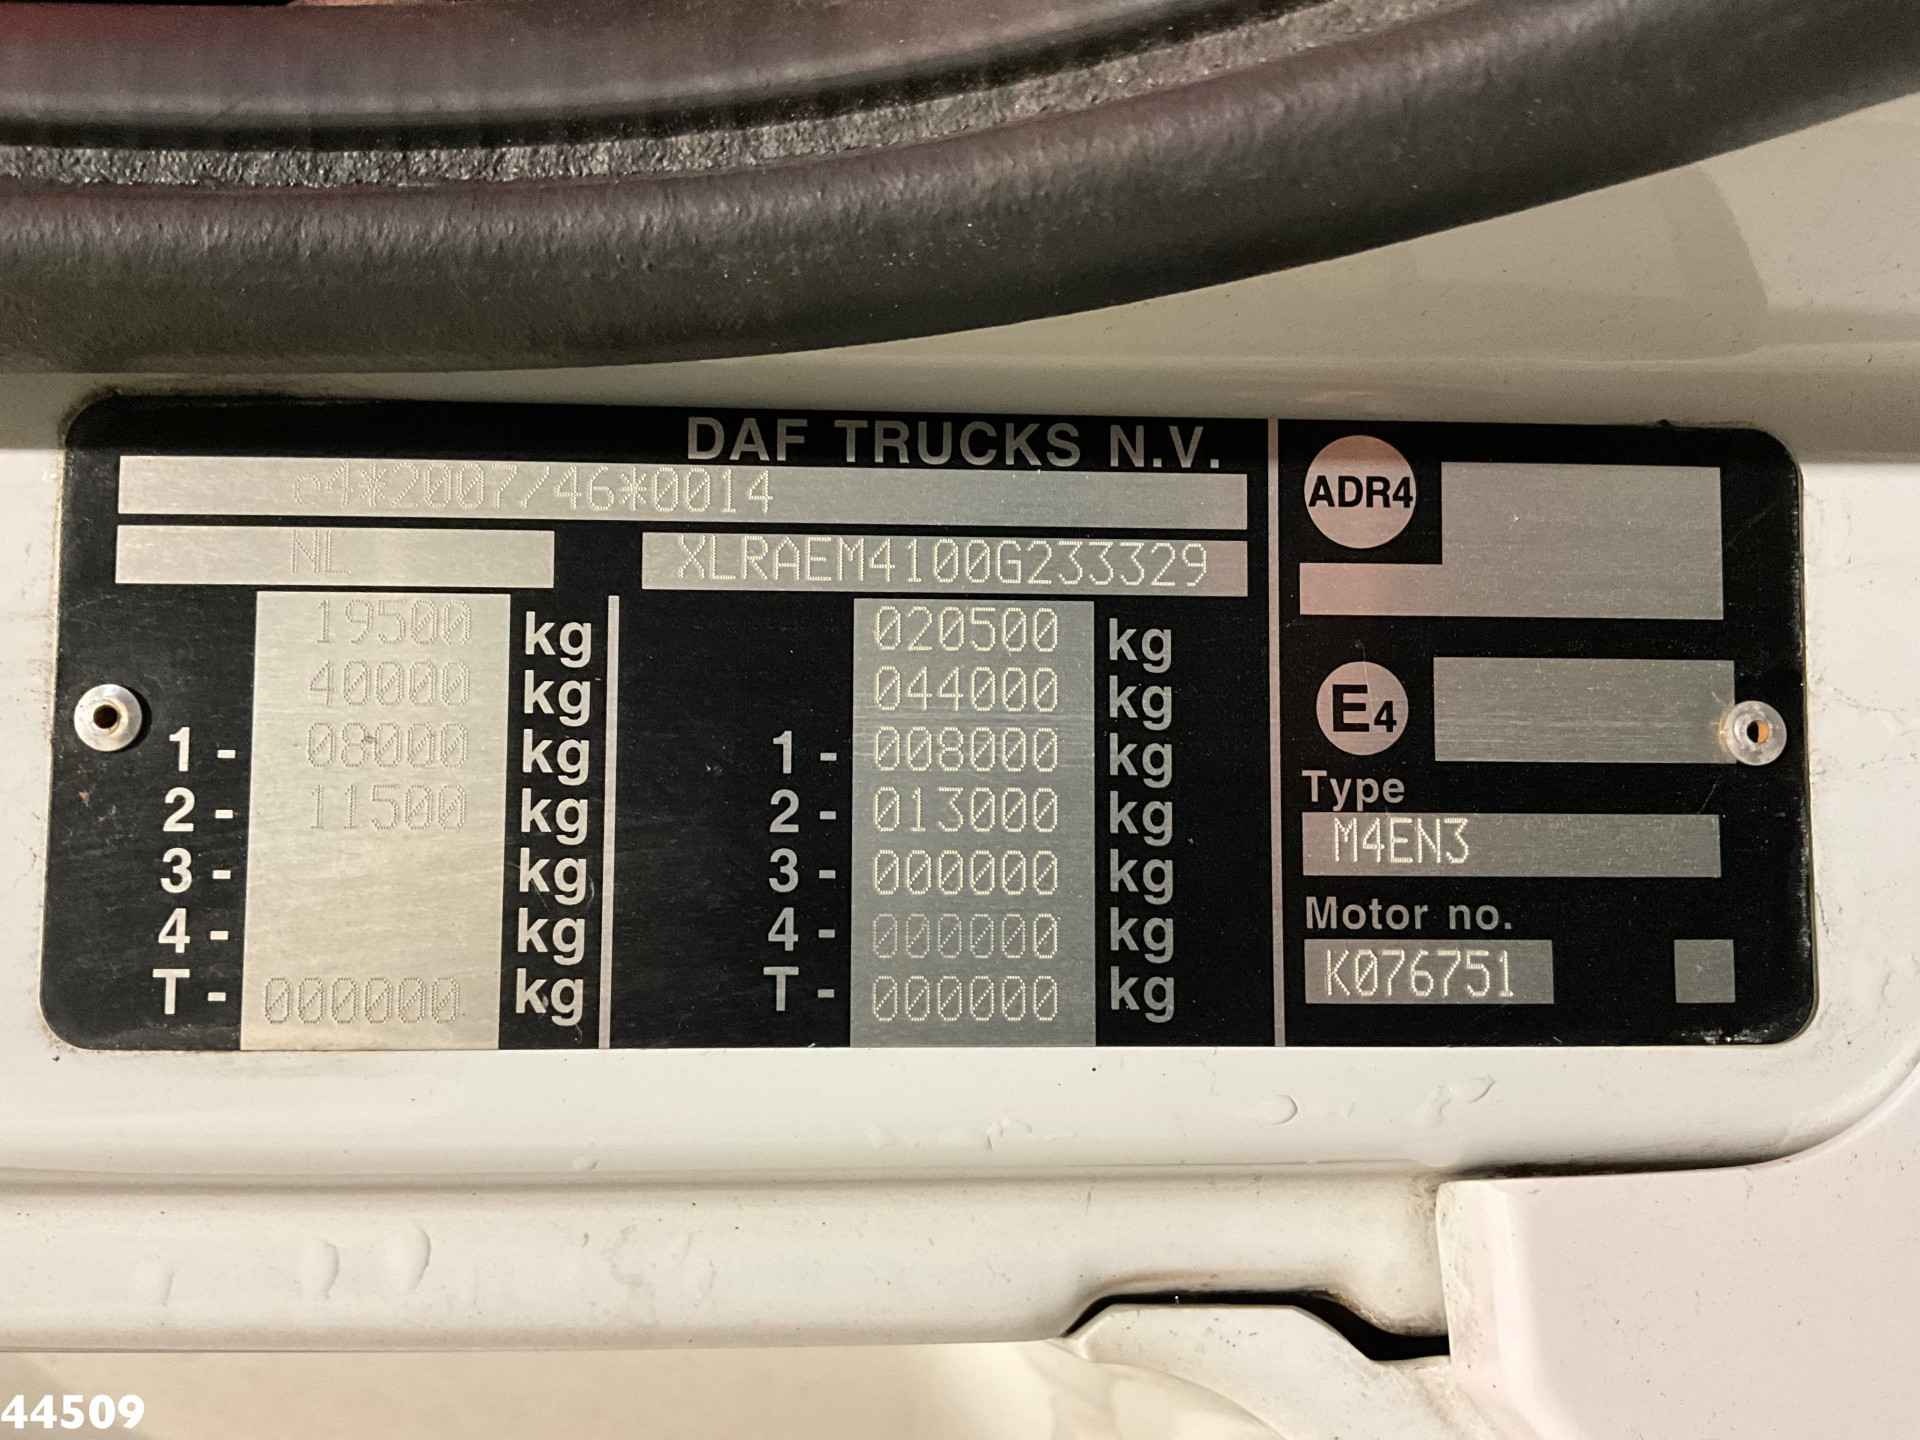 DAF TRUCKS N.V.
e4*2007/46*0014
NL
XLRAEM4100G233329
19500 kg
40000 kg
1 - 08000 kg
2 - 11500 kg
3 - kg
4 - kg
T - 000000 kg
020500 kg
044000 kg
1 - 008000 kg
2 - 013000 kg
3 - 000000 kg
4 - 000000 kg
T - 000000 kg
ADR4
E4
Type
M4EN3
Motor no.
K076751
44509